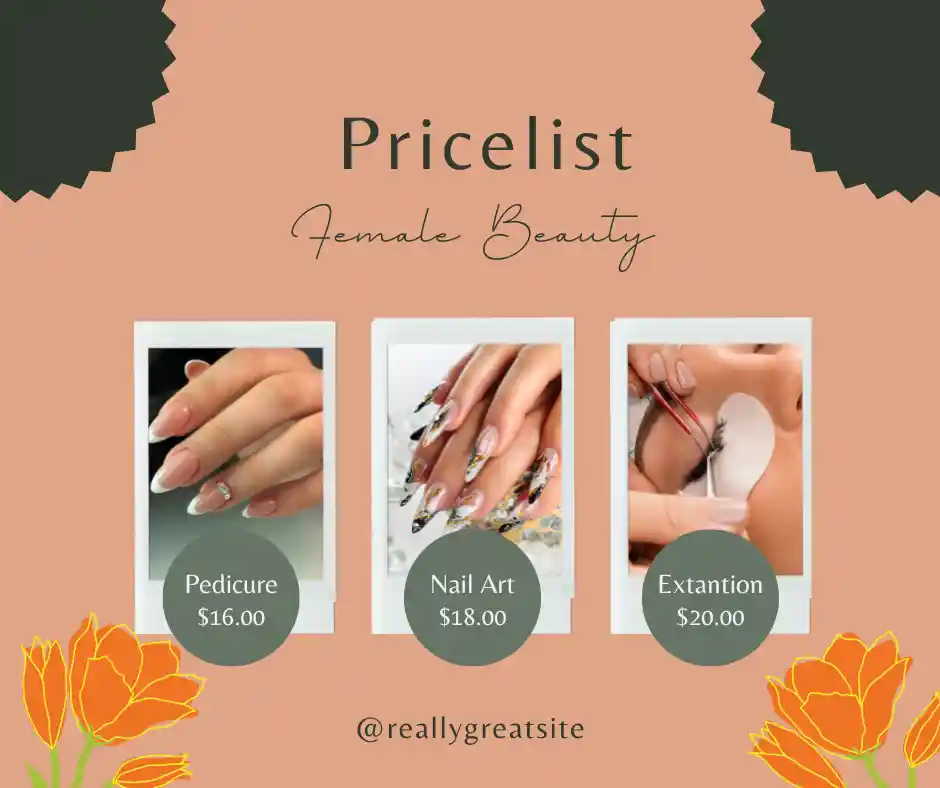 Pricelist
Female Beauty
Pedicure
$16.00
Nail Art
$18.00
Extantion
$20.00
@reallygreatsite